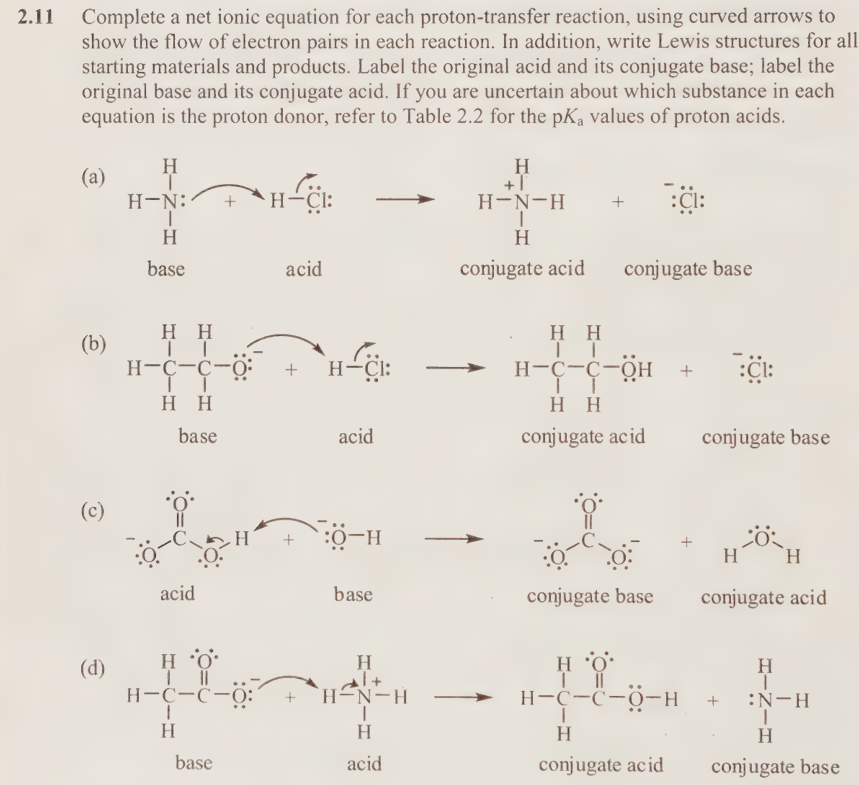 2.11 Complete a net ionic equation for each proton-transfer reaction, using curved arrows to
show the flow of electron pairs in each reaction. In addition, write Lewis structures for all
starting materials and products. Label the original acid and its conjugate base; label the
original base and its conjugate acid. If you are uncertain about which substance in each
equation is the proton donor, refer to Table 2.2 for the pKₐ values of proton acids.
(a)
H H
H–N: + H–Cl: → H–N–H + :Cl:
H H
base acid conjugate acid conjugate base
(b)
H H H H
H–C–C–O: + H–Cl: → H–C–C–OH + :Cl:
H H H H
base acid conjugate acid conjugate base
(c)
O O
C H + :O–H → C + O
O O O O H H
acid base conjugate base conjugate acid
(d)
H O H H O H
H–C–C–O: + H–N–H → H–C–C–O–H + :N–H
H H H H
base acid conjugate acid conjugate base